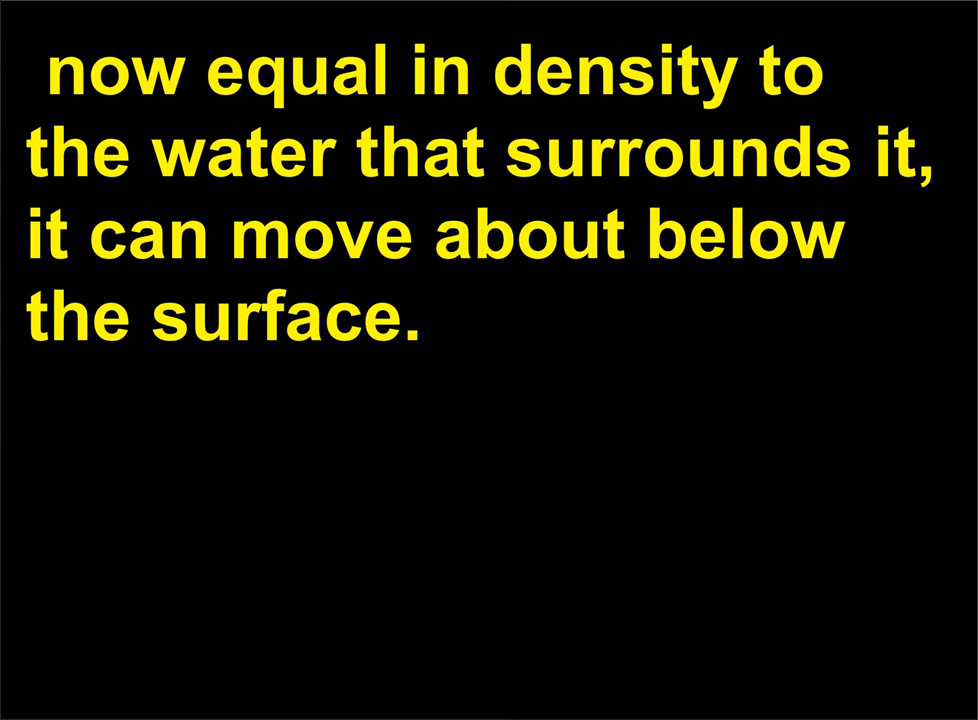 now equal in density to
the water that surrounds it,
it can move about below
the surface.